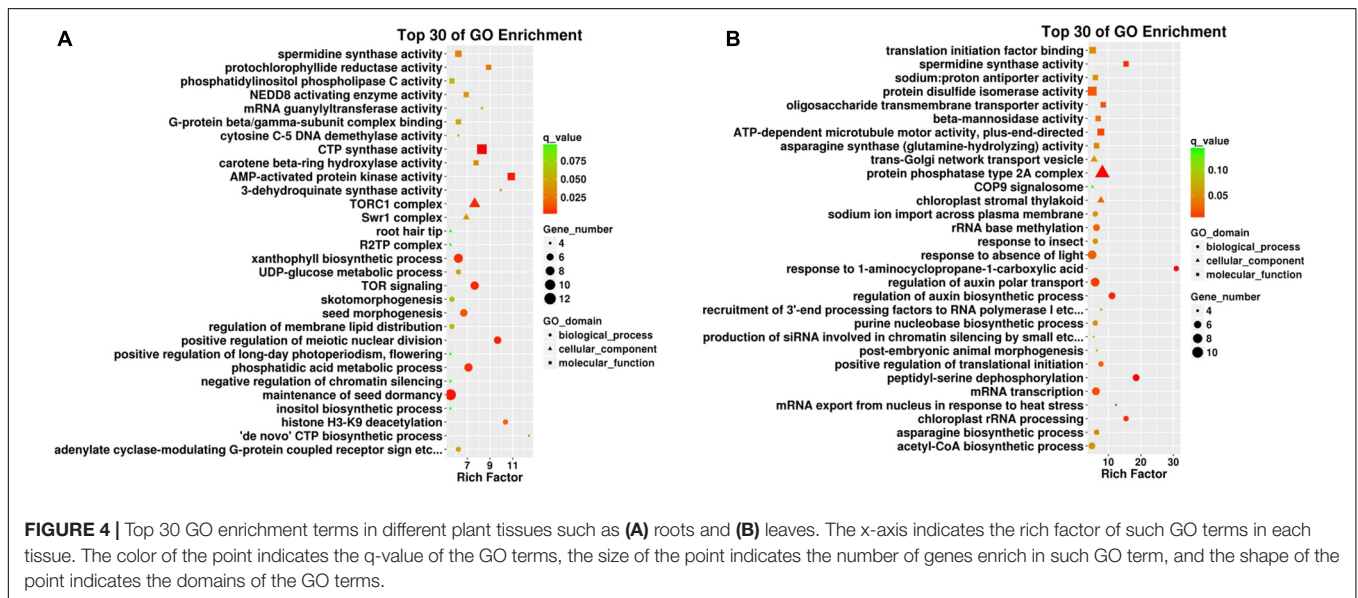 A
Top 30 of GO Enrichment
spermidine synthase activity
protochlorophyllide reductase activity
phosphatidylinositol phospholipase C activity
NEDD8 activating enzyme activity
mRNA guanylyltransferase activity
G-protein beta/gamma-subunit complex binding
cytosine C-5 DNA demethylase activity
CTP synthase activity
carotene beta-ring hydroxylase activity
AMP-activated protein kinase activity
3-dehydroquinate synthase activity
TORC1 complex
Swr1 complex
root hair tip
R2TP complex
xanthophyll biosynthetic process
UDP-glucose metabolic process
TOR signaling
skotomorphogenesis
seed morphogenesis
regulation of membrane lipid distribution
positive regulation of meiotic nuclear division
positive regulation of long-day photoperiodism, flowering
phosphatidic acid metabolic process
negative regulation of chromatin silencing
maintenance of seed dormancy
inositol biosynthetic process
histone H3-K9 deacetylation
'de novo' CTP biosynthetic process
adenylate cyclase-modulating G-protein coupled receptor sign etc...
7 9 11
Rich Factor
q_value
0.075
0.050
0.025
Gene_number
4
6
8
10
12
GO_domain
biological_process
cellular_component
molecular_function
B
Top 30 of GO Enrichment
translation initiation factor binding
spermidine synthase activity
sodium:proton antiporter activity
protein disulfide isomerase activity
oligosaccharide transmembrane transporter activity
beta-mannosidase activity
ATP-dependent microtubule motor activity, plus-end-directed
asparagine synthase (glutamine-hydrolyzing) activity
trans-Golgi network transport vesicle
protein phosphatase type 2A complex
COP9 signalosome
chloroplast stromal thylakoid
sodium ion import across plasma membrane
rRNA base methylation
response to insect
response to absence of light
response to 1-aminocyclopropane-1-carboxylic acid
regulation of auxin polar transport
regulation of auxin biosynthetic process
recruitment of 3'-end processing factors to RNA polymerase I etc...
purine nucleobase biosynthetic process
production of siRNA involved in chromatin silencing by small etc...
post-embryonic animal morphogenesis
positive regulation of translational initiation
peptidyl-serine dephosphorylation
mRNA transcription
mRNA export from nucleus in response to heat stress
chloroplast rRNA processing
asparagine biosynthetic process
acetyl-CoA biosynthetic process
10 20 30
Rich Factor
q_value
0.10
0.05
GO_domain
biological_process
cellular_component
molecular_function
Gene_number
4
6
8
10
FIGURE 4 | Top 30 GO enrichment terms in different plant tissues such as (A) roots and (B) leaves. The x-axis indicates the rich factor of such GO terms in each
tissue. The color of the point indicates the q-value of the GO terms, the size of the point indicates the number of genes enrich in such GO term, and the shape of the
point indicates the domains of the GO terms.